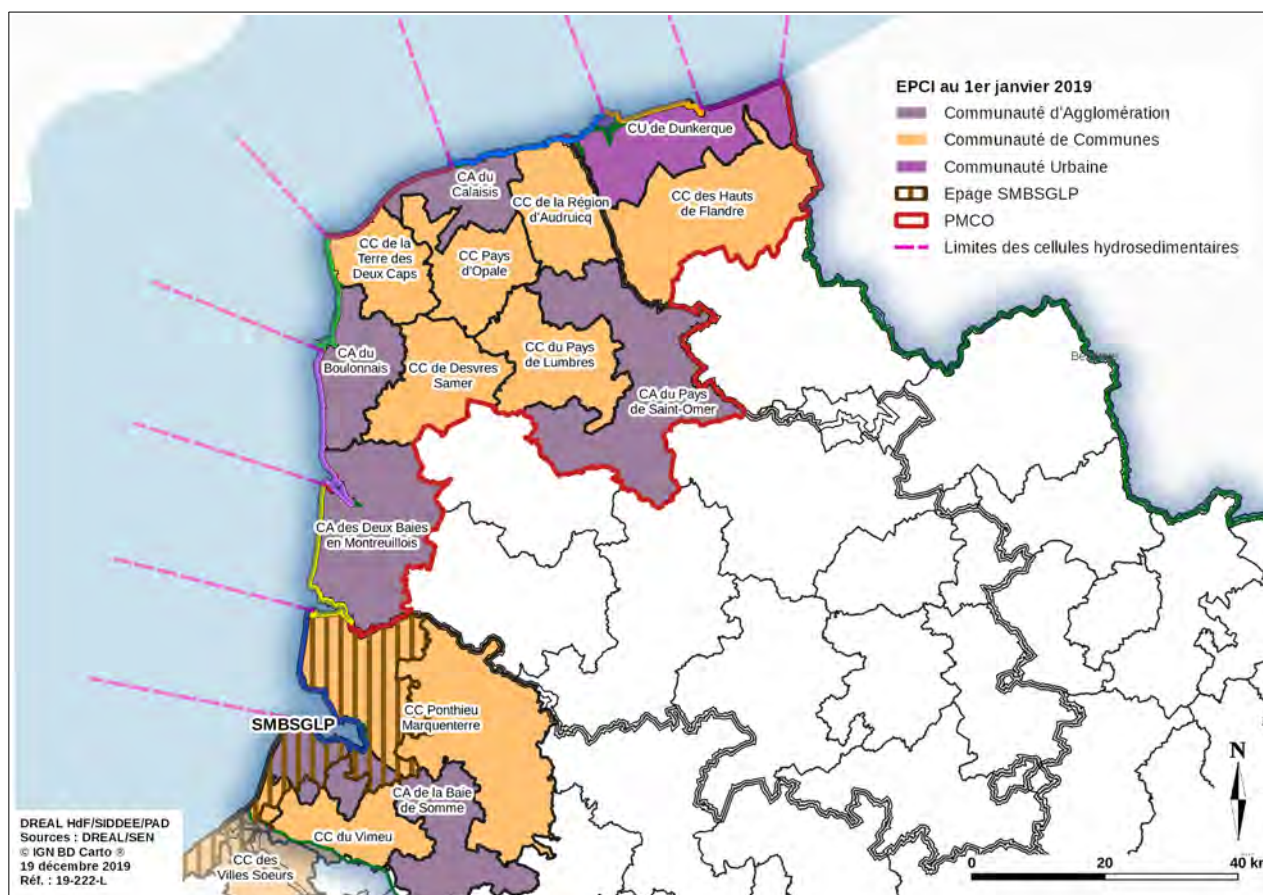 EPCI au 1er janvier 2019
Communauté d'Agglomération
Communauté de Communes
Communauté Urbaine
Epage SMBSGLP
PMCO
Limites des cellules hydrosedimentaires
CU de Dunkerque
CA du
Calaisis
CC de la Région
d'Audruicq
CC des Hauts
de Flandre
CC de la
Terre des
Deux Caps
CC Pays
d'Opale
CA du
Boulonnais
CC de Desvres
Samer
CC du Pays
de Lumbres
CA du Pays
de Saint-Omer
CA des Deux Baies
en Montreuillois
CC Ponthieu
Marquenterre
SMBSGLP
CA de la Baie
de Somme
CC du Vimeu
CC des
Villes Soeurs
DREAL HdF/SIDDEE/PAD
Sources : DREAL/SEN
© IGN BD Carto ®
19 décembre 2019
Réf. : 19-222-L
N
0 20 40 km